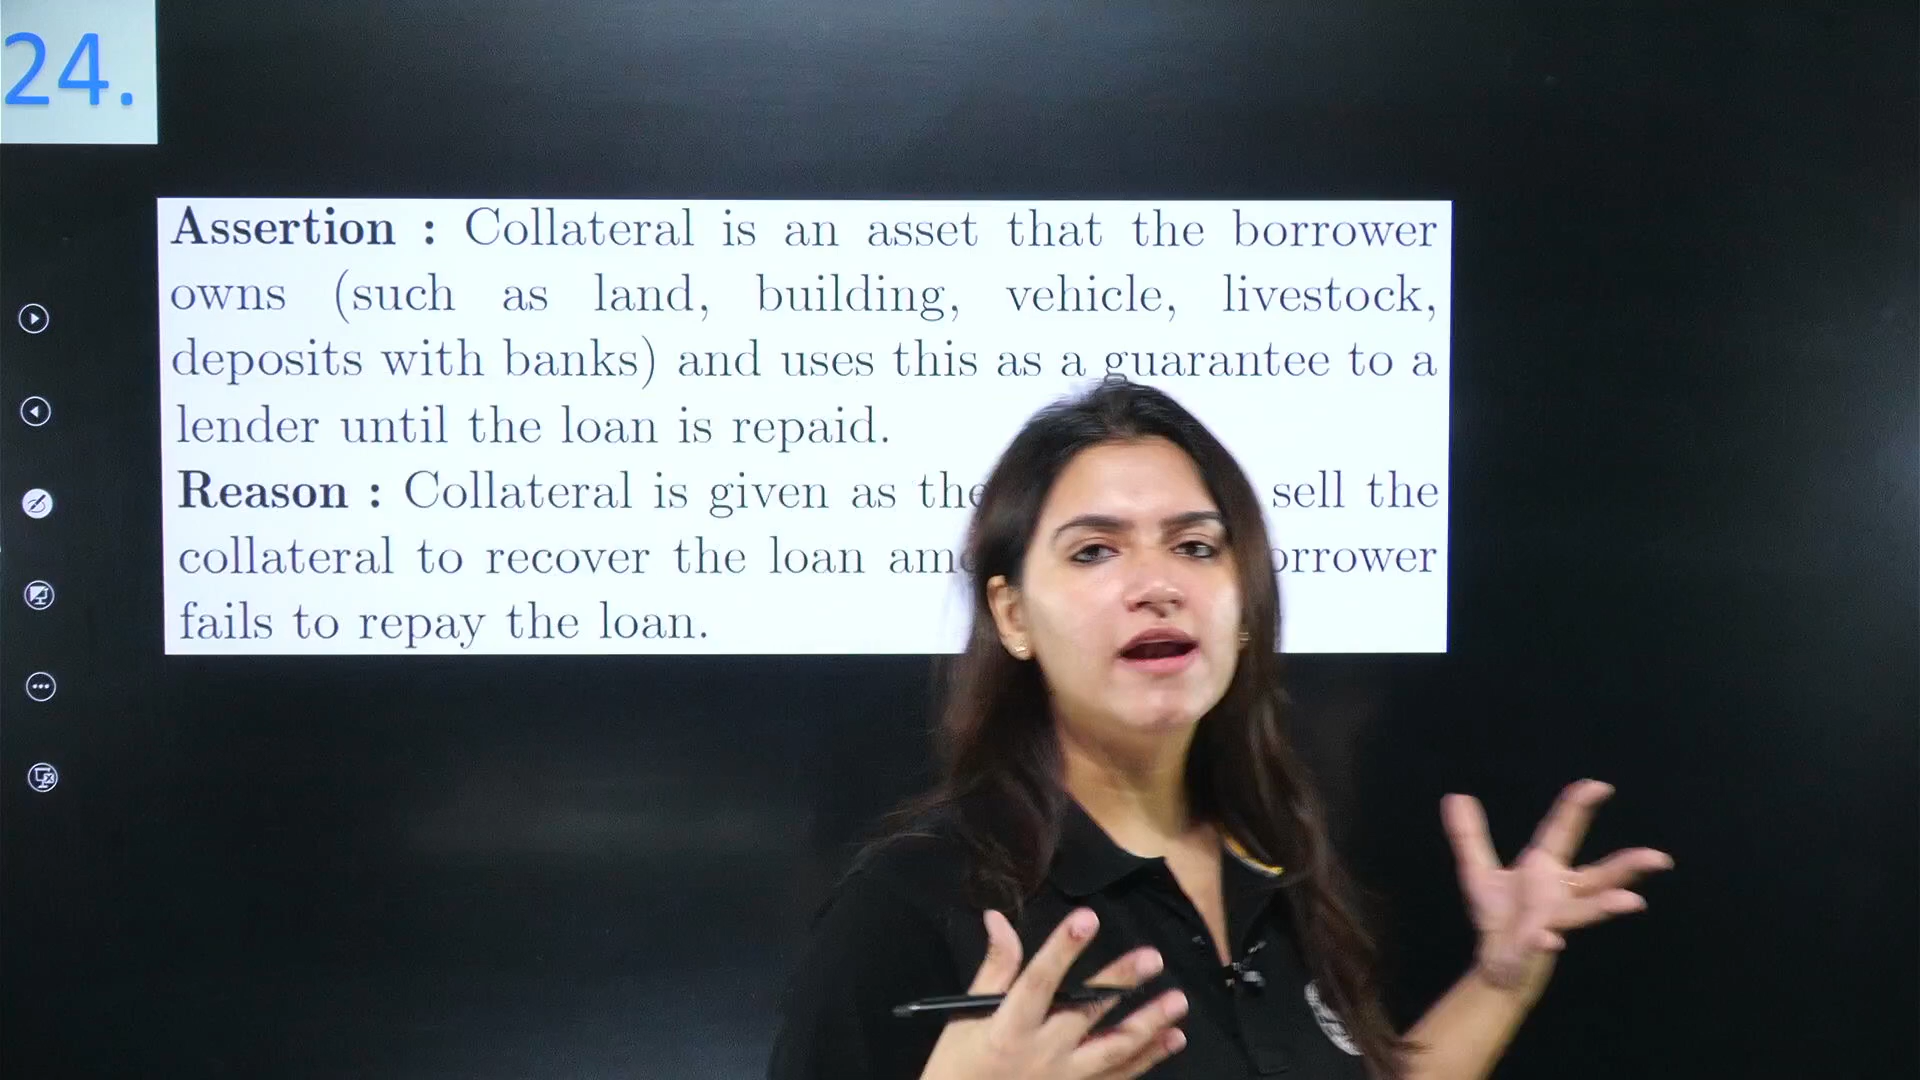 24.
Assertion : Collateral is an asset that the borrower
owns (such as land, building, vehicle, livestock,
deposits with banks) and uses this as a guarantee to a
lender until the loan is repaid.
Reason : Collateral is given as the sell the
collateral to recover the loan
fails to repay the loan.